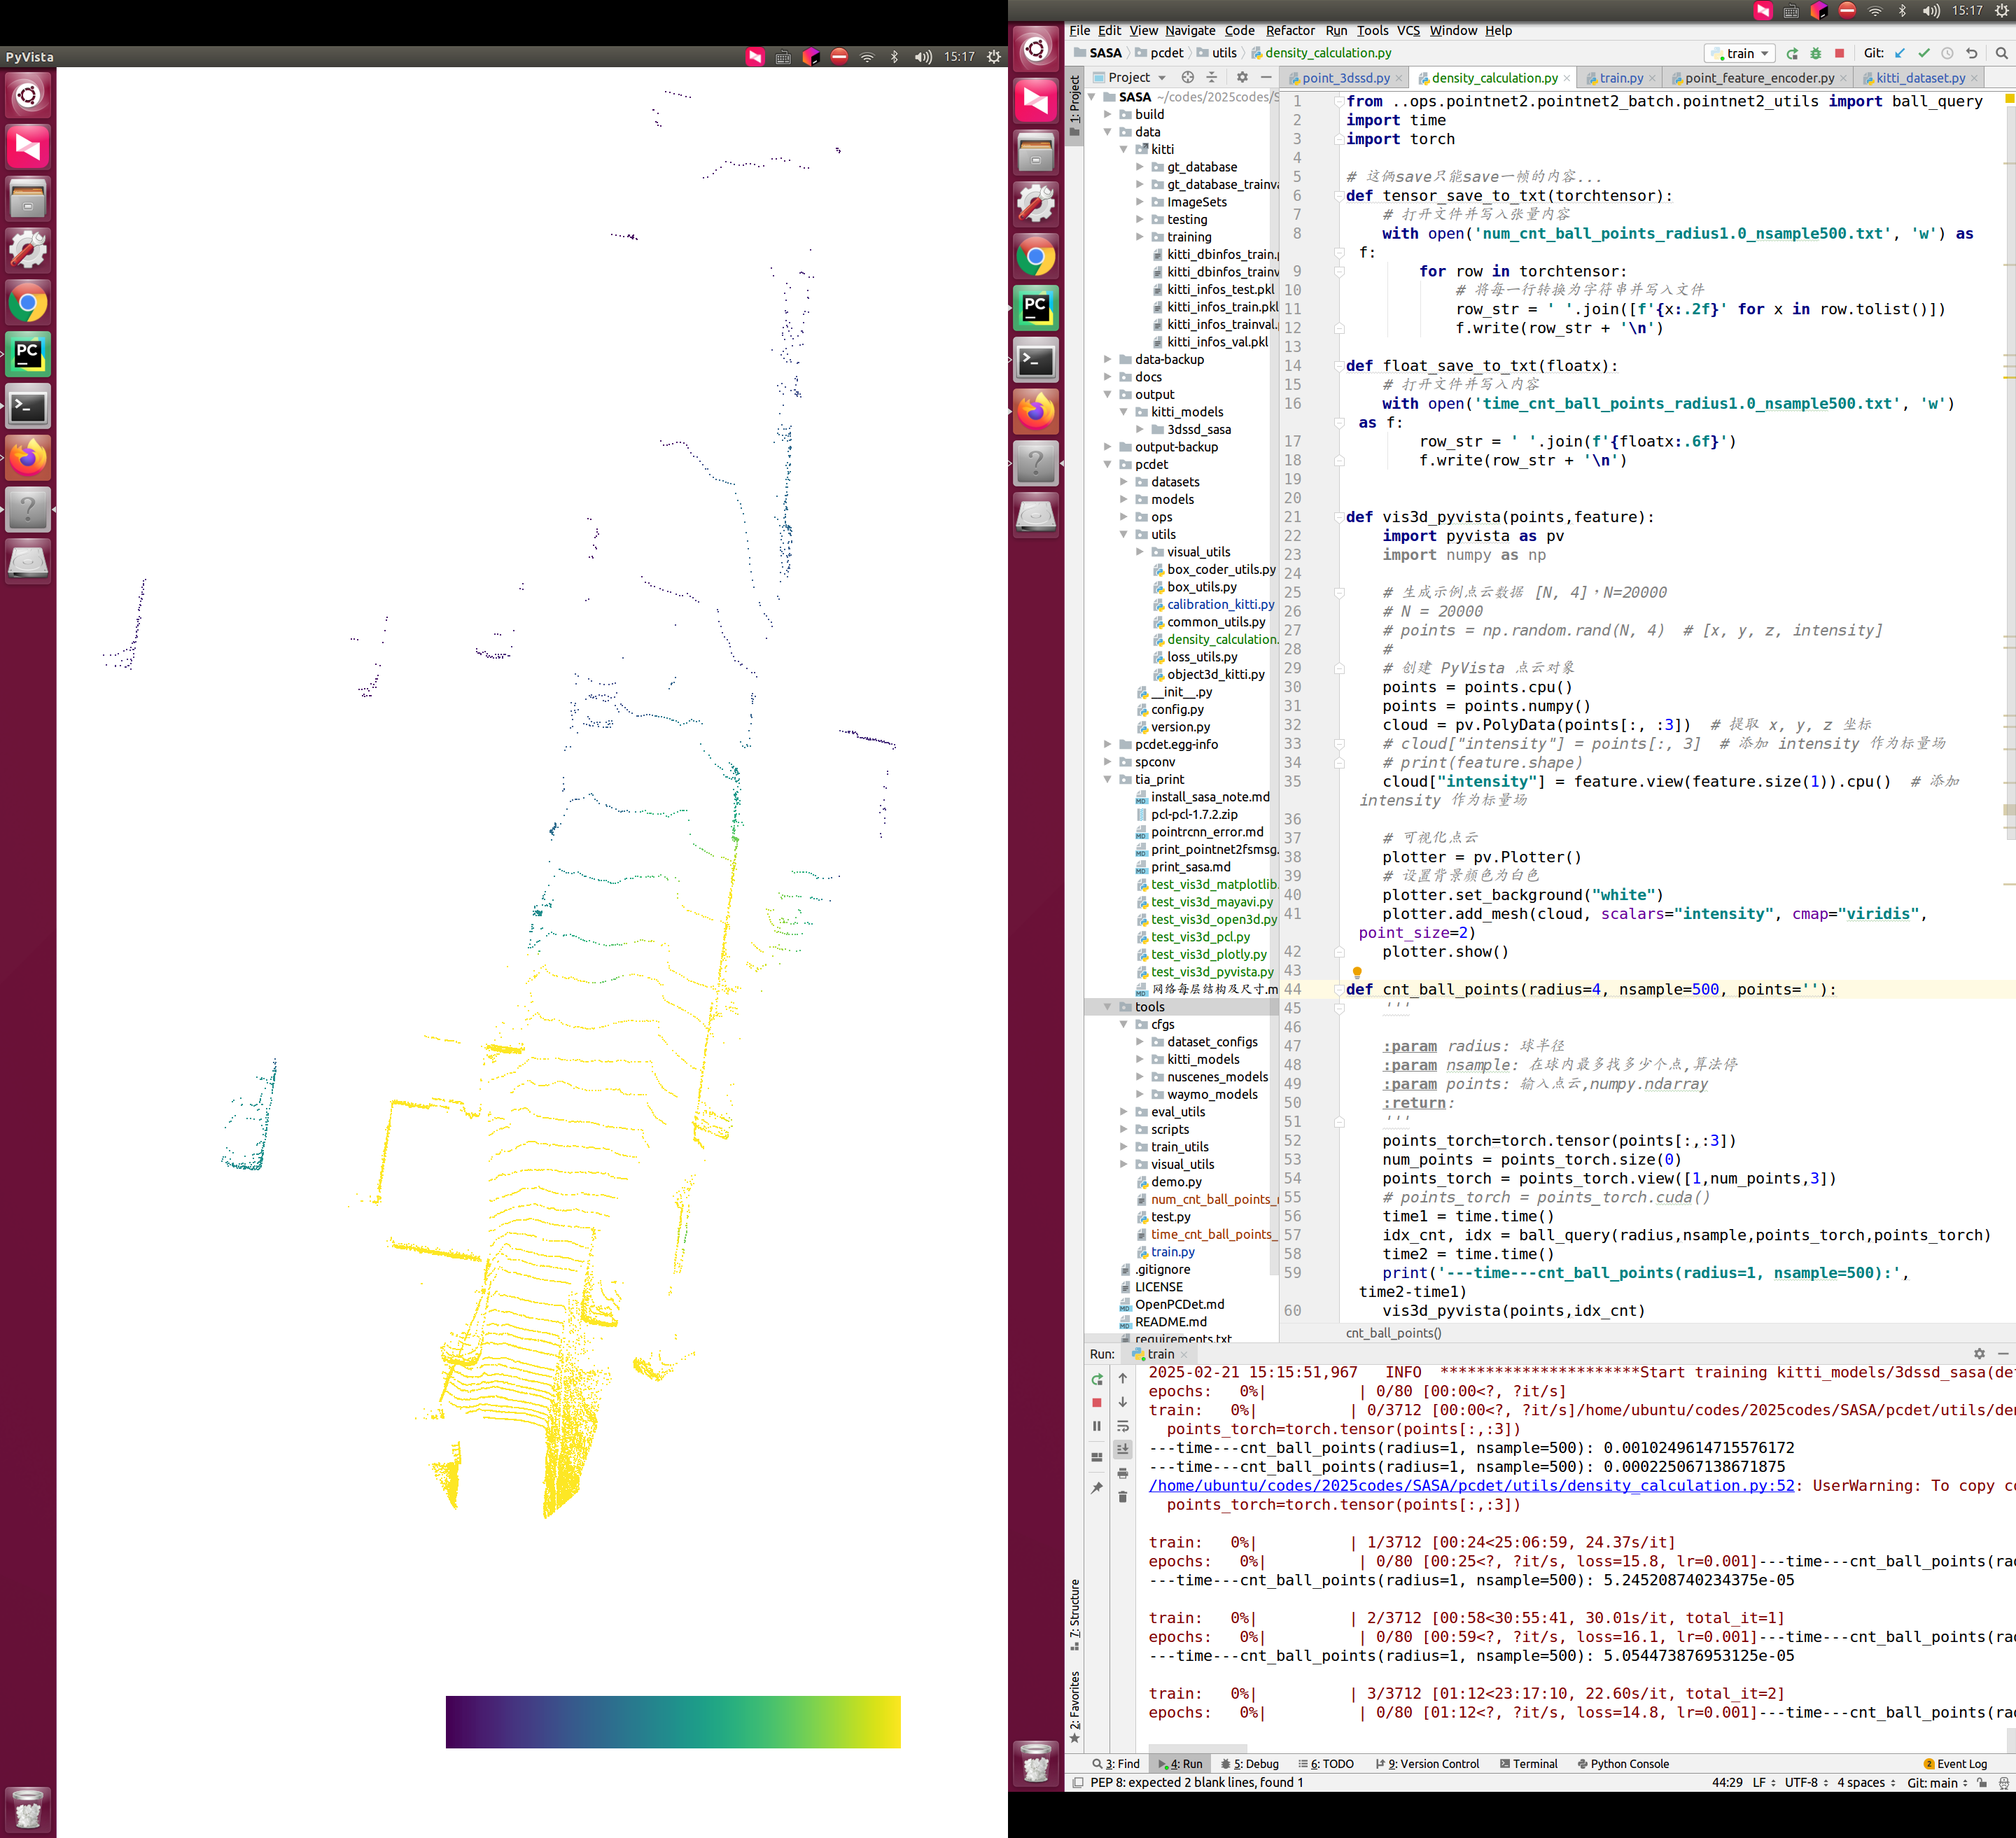 PyVista
15:17
15:17
File Edit View Navigate Code Refactor Run Tools VCS Window Help
SASA pcdet utils density_calculation.py
train
Git:
1: Project
Project
point_3dssd.py
density_calculation.py
train.py
point_feature_encoder.py
kitti_dataset.py
SASA ~/codes/2025codes/S
build
data
kitti
gt_database
gt_database_trainva
ImageSets
testing
training
kitti_dbinfos_train.p
kitti_dbinfos_trainv
kitti_infos_test.pkl
kitti_infos_train.pkl
kitti_infos_trainval.p
kitti_infos_val.pkl
data-backup
docs
output
kitti_models
3dssd_sasa
output-backup
pcdet
datasets
models
ops
utils
visual_utils
box_coder_utils.py
box_utils.py
calibration_kitti.py
common_utils.py
density_calculation.
loss_utils.py
object3d_kitti.py
__init__.py
config.py
version.py
pcdet.egg-info
spconv
tia_print
install_sasa_note.md
pcl-pcl-1.7.2.zip
pointrcnn_error.md
print_pointnet2fsmsg.
print_sasa.md
test_vis3d_matplotlib.
test_vis3d_mayavi.py
test_vis3d_open3d.py
test_vis3d_pcl.py
test_vis3d_plotly.py
test_vis3d_pyvista.py
网络每层结构及尺寸.m
tools
cfgs
dataset_configs
kitti_models
nuscenes_models
waymo_models
eval_utils
scripts
train_utils
visual_utils
demo.py
num_cnt_ball_points_r
test.py
time_cnt_ball_points_
train.py
.gitignore
LICENSE
OpenPCDet.md
README.md
requirements.txt
1 from ..ops.pointnet2.pointnet2_batch.pointnet2_utils import ball_query
2 import time
3 import torch
4
5 # 这俩save只能save一帧的内容...
6 def tensor_save_to_txt(torchtensor):
7 # 打开文件并写入张量内容
8 with open('num_cnt_ball_points_radius1.0_nsample500.txt', 'w') as
f:
9 for row in torchtensor:
10 # 将每一行转换为字符串并写入文件
11 row_str = ' '.join([f'{x:.2f}' for x in row.tolist()])
12 f.write(row_str + '\n')
13
14 def float_save_to_txt(floatx):
15 # 打开文件并写入内容
16 with open('time_cnt_ball_points_radius1.0_nsample500.txt', 'w')
as f:
17 row_str = ' '.join(f'{floatx:.6f}')
18 f.write(row_str + '\n')
19
20
21 def vis3d_pyvista(points,feature):
22 import pyvista as pv
23 import numpy as np
24
25 # 生成示例点云数据 [N, 4]，N=20000
26 # N = 20000
27 # points = np.random.rand(N, 4)  # [x, y, z, intensity]
28 #
29 # 创建 PyVista 点云对象
30 points = points.cpu()
31 points = points.numpy()
32 cloud = pv.PolyData(points[:, :3])  # 提取 x, y, z 坐标
33 # cloud["intensity"] = points[:, 3]  # 添加 intensity 作为标量场
34 # print(feature.shape)
35 cloud["intensity"] = feature.view(feature.size(1)).cpu()  # 添加
intensity 作为标量场
36
37 # 可视化点云
38 plotter = pv.Plotter()
39 # 设置背景颜色为白色
40 plotter.set_background("white")
41 plotter.add_mesh(cloud, scalars="intensity", cmap="viridis",
point_size=2)
42 plotter.show()
43
44 def cnt_ball_points(radius=4, nsample=500, points=''):
45 '''
46
47 :param radius: 球半径
48 :param nsample: 在球内最多找多少个点,算法停
49 :param points: 输入点云,numpy.ndarray
50 :return:
51 '''
52 points_torch=torch.tensor(points[:,:3])
53 num_points = points_torch.size(0)
54 points_torch = points_torch.view([1,num_points,3])
55 # points_torch = points_torch.cuda()
56 time1 = time.time()
57 idx_cnt, idx = ball_query(radius,nsample,points_torch,points_torch)
58 time2 = time.time()
59 print('---time---cnt_ball_points(radius=1, nsample=500):',
time2-time1)
60 vis3d_pyvista(points,idx_cnt)
cnt_ball_points()
Run: train
2025-02-21 15:15:51,967   INFO  **********************Start training kitti_models/3dssd_sasa(de
epochs:   0%|          | 0/80 [00:00<?, ?it/s]
train:   0%|          | 0/3712 [00:00<?, ?it/s]/home/ubuntu/codes/2025codes/SASA/pcdet/utils/de
points_torch=torch.tensor(points[:,:3])
---time---cnt_ball_points(radius=1, nsample=500): 0.0010249614715576172
---time---cnt_ball_points(radius=1, nsample=500): 0.000225067138671875
/home/ubuntu/codes/2025codes/SASA/pcdet/utils/density_calculation.py:52: UserWarning: To copy c
points_torch=torch.tensor(points[:,:3])
train:   0%|          | 1/3712 [00:24<25:06:59, 24.37s/it]
epochs:   0%|          | 0/80 [00:25<?, ?it/s, loss=15.8, lr=0.001]---time---cnt_ball_points(ra
---time---cnt_ball_points(radius=1, nsample=500): 5.245208740234375e-05
train:   0%|          | 2/3712 [00:58<30:55:41, 30.01s/it, total_it=1]
epochs:   0%|          | 0/80 [00:59<?, ?it/s, loss=16.1, lr=0.001]---time---cnt_ball_points(ra
---time---cnt_ball_points(radius=1, nsample=500): 5.054473876953125e-05
train:   0%|          | 3/3712 [01:12<23:17:10, 22.60s/it, total_it=2]
epochs:   0%|          | 0/80 [01:12<?, ?it/s, loss=14.8, lr=0.001]---time---cnt_ball_points(ra
7: Structure
2: Favorites
3: Find 4: Run 5: Debug 6: TODO 9: Version Control Terminal Python Console 2 Event Log
PEP 8: expected 2 blank lines, found 1
44:29 LF UTF-8 4 spaces Git: main